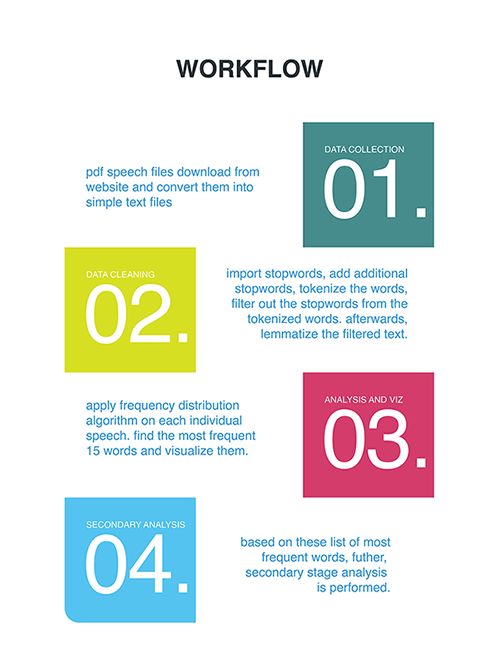 WORKFLOW
DATA COLLECTION
01.
pdf speech files download from
website and convert them into
simple text files
DATA CLEANING
02.
import stopwords, add additional
stopwords, tokenize the words,
filter out the stopwords from the
tokenized words. afterwards,
lemmatize the filtered text.
ANALYSIS AND VIZ
03.
apply frequency distribution
algorithm on each individual
speech. find the most frequent
15 words and visualize them.
SECONDARY ANALYSIS
04.
based on these list of most
frequent words, futher,
secondary stage analysis
is performed.